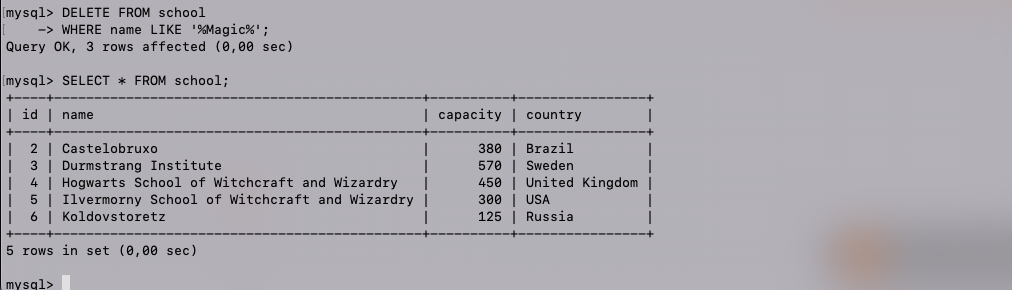 [mysql> DELETE FROM school
[    -> WHERE name LIKE '%Magic%';
Query OK, 3 rows affected (0,00 sec)
[mysql> SELECT * FROM school;
+----+---------------------------------------------+----------+----------------+
| id | name                                        | capacity | country        |
+----+---------------------------------------------+----------+----------------+
|  2 | Castelobruxo                                |      380 | Brazil         |
|  3 | Durmstrang Institute                        |      570 | Sweden         |
|  4 | Hogwarts School of Witchcraft and Wizardry  |      450 | United Kingdom |
|  5 | Ilvermorny School of Witchcraft and Wizardry |      300 | USA            |
|  6 | Koldovstoretz                               |      125 | Russia         |
+----+---------------------------------------------+----------+----------------+
5 rows in set (0,00 sec)
mysql>